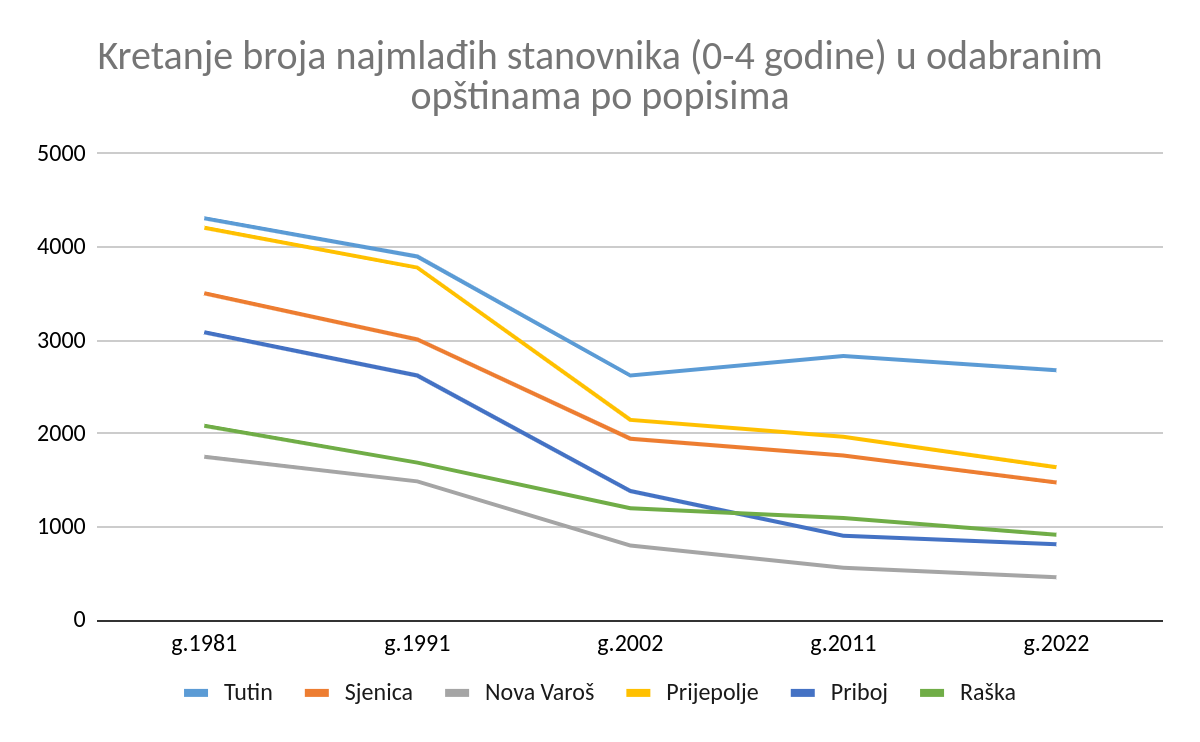 Kretanje broja najmlađih stanovnika (0-4 godine) u odabranim
opštinama po popisima
5000
4000
3000
2000
1000
0
g.1981 g.1991 g.2002 g.2011 g.2022
Tutin Sjenica Nova Varoš Prijepolje Priboj Raška